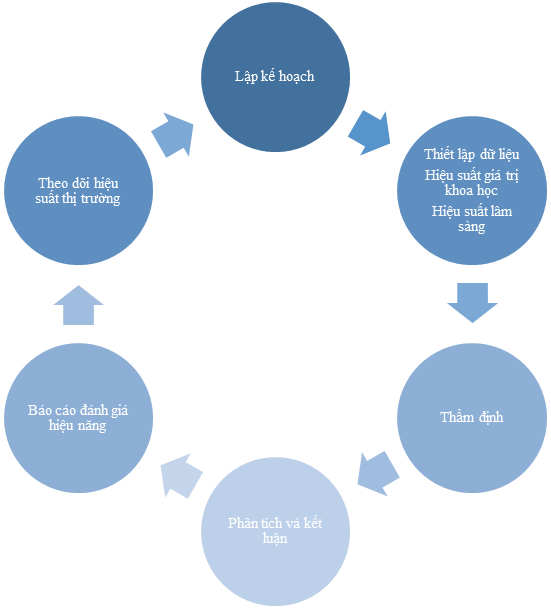 Lập kế hoạch
Thiết lập dữ liệu
Hiệu suất giá trị
khoa học
Hiệu suất lâm
sàng
Thẩm định
Phân tích và kết
luận
Báo cáo đánh giá
hiệu năng
Theo dõi hiệu
suất thị trường